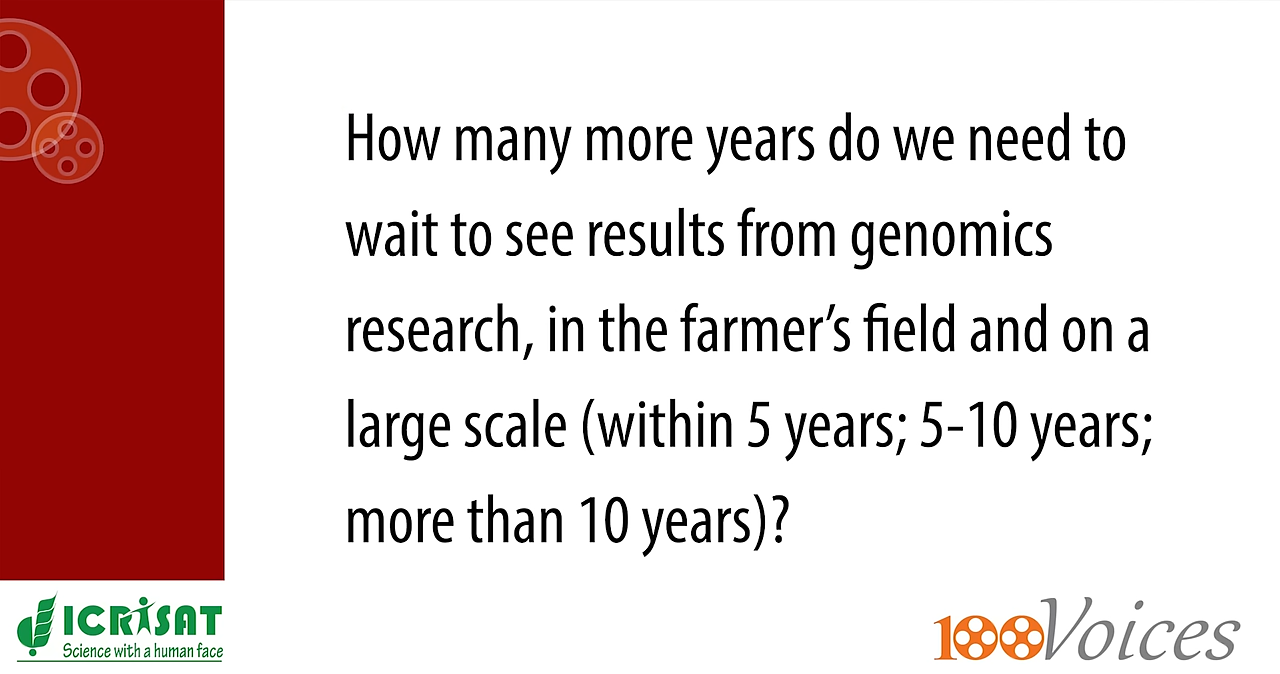 How many more years do we need to
wait to see results from genomics
research, in the farmer’s field and on a
large scale (within 5 years; 5-10 years;
more than 10 years)?
ICRISAT
Science with a human face
100Voices